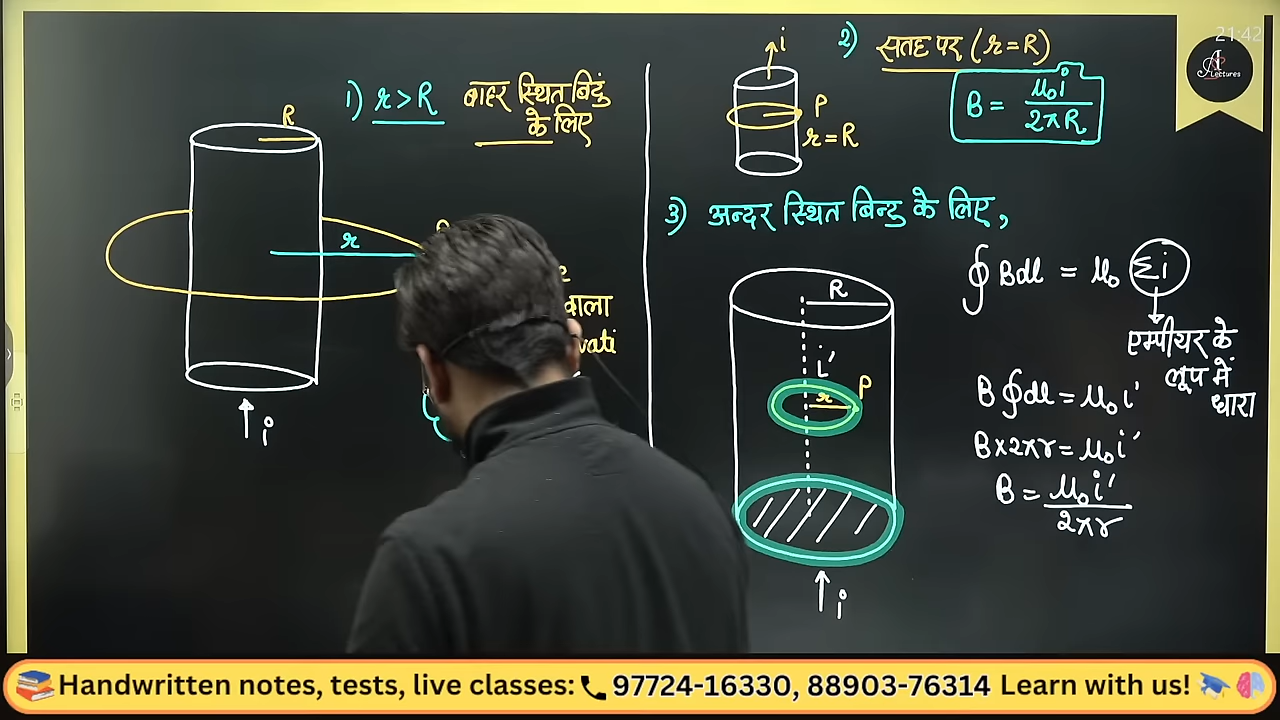 21:42
A
Lectures
1) r > R बाहर स्थित बिंदु
के लिए
R
r
वाला
i
2) सतह पर (r = R)
i
P
r = R
B = μ₀i / 2πR
3) अन्दर स्थित बिन्दु के लिए,
R
i'
r P
i
∮ Bdl = μ₀ Σi
एम्पीयर के
लूप में
धारा
B∮dl = μ₀i'
B×2πr = μ₀i'
B = μ₀i' / 2πr
Handwritten notes, tests, live classes: 97724-16330, 88903-76314 Learn with us!